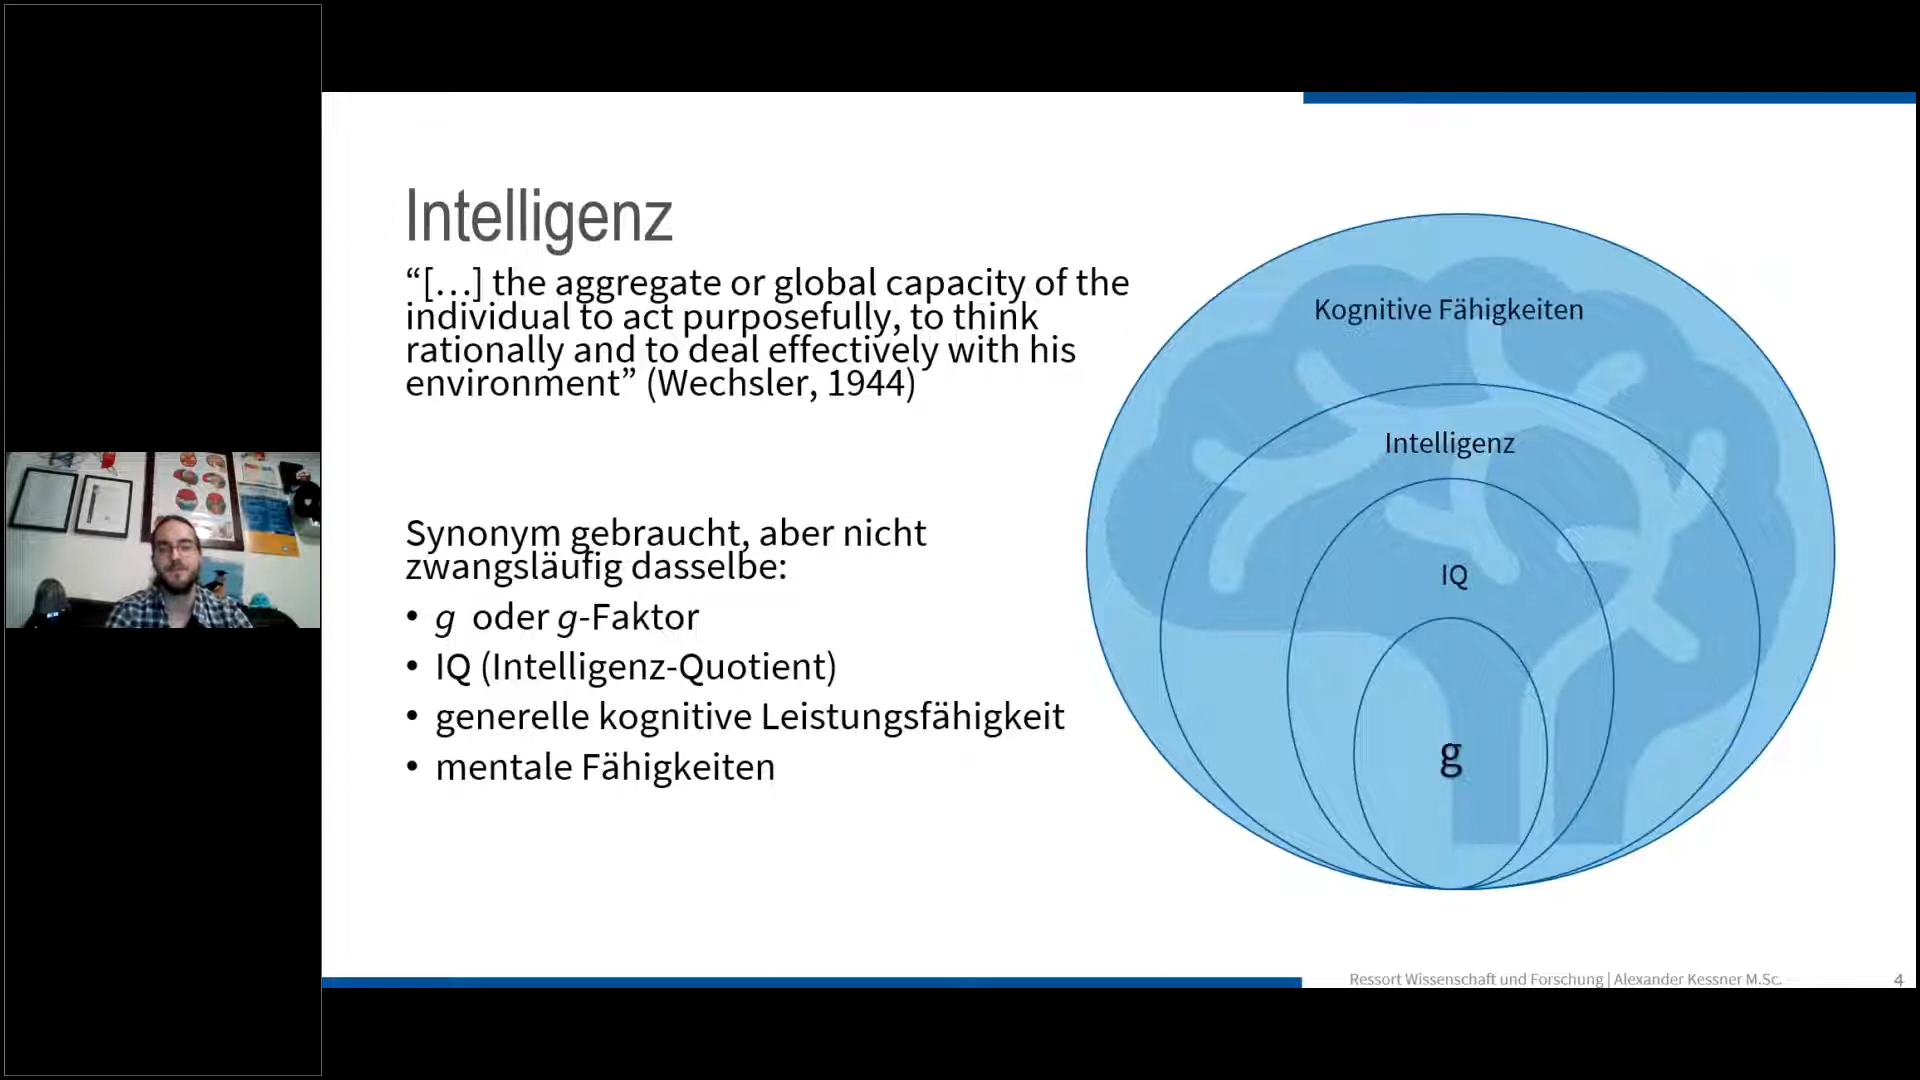 Intelligenz
“[…] the aggregate or global capacity of the
individual to act purposefully, to think
rationally and to deal effectively with his
environment” (Wechsler, 1944)
Synonym gebraucht, aber nicht
zwangsläufig dasselbe:
• g oder g-Faktor
• IQ (Intelligenz-Quotient)
• generelle kognitive Leistungsfähigkeit
• mentale Fähigkeiten
Kognitive Fähigkeiten
Intelligenz
IQ
g
Ressort Wissenschaft und Forschung | Alexander Kessner M.Sc.
4